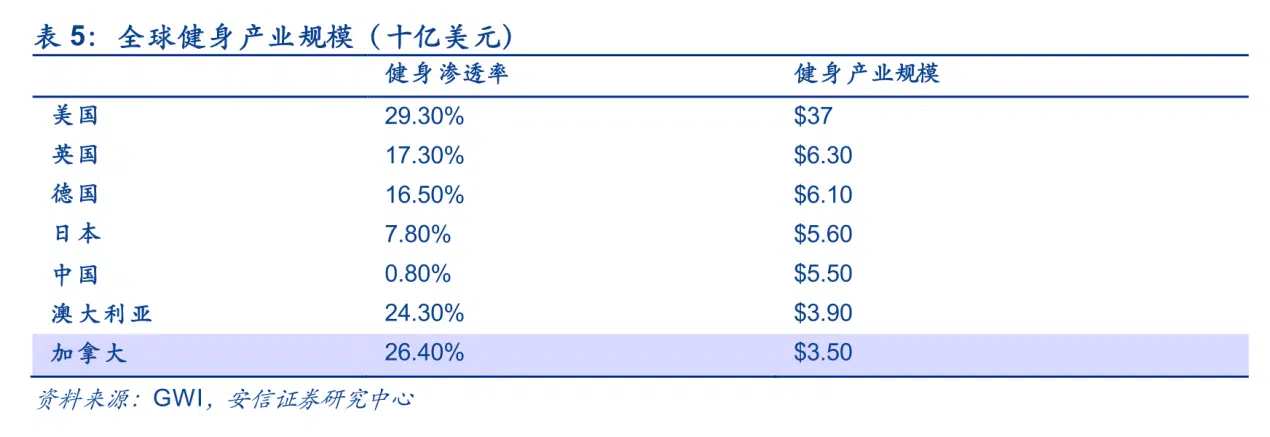 表 5：全球健身产业规模（十亿美元）
健身渗透率 健身产业规模
美国 29.30% $37
英国 17.30% $6.30
德国 16.50% $6.10
日本 7.80% $5.60
中国 0.80% $5.50
澳大利亚 24.30% $3.90
加拿大 26.40% $3.50
资料来源：GWI，安信证券研究中心